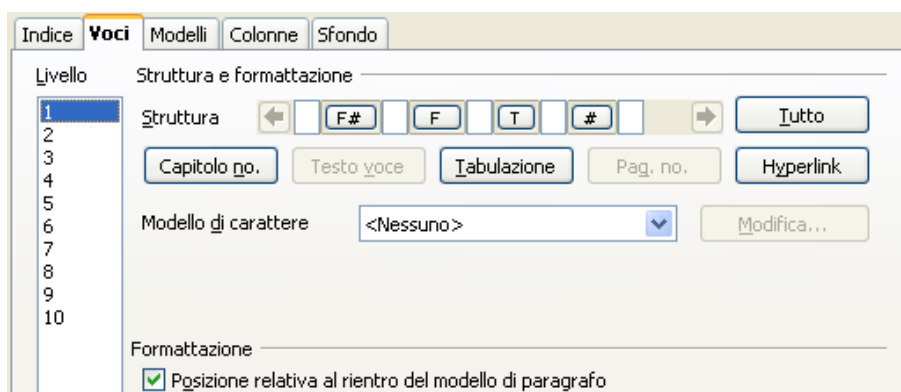 Indice Voci Modelli Colonne Sfondo
Livello Struttura e formattazione
1
2
3
4
5
6
7
8
9
10
Struttura F# F T # Tutto
Capitolo no. Testo voce Tabulazione Pag. no. Hyperlink
Modello di carattere <Nessuno> Modifica...
Formattazione
Posizione relativa al rientro del modello di paragrafo